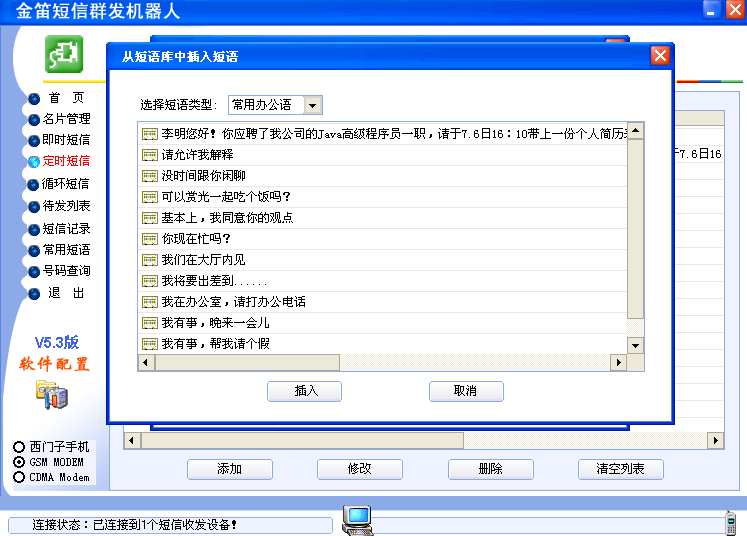 金笛短信群发机器人
从短语库中插入短语
选择短语类型: 常用办公语
李明您好!你应聘了我公司的Java高级程序员一职,请于7.6日16:10带上一份个人简历
请允许我解释
没时间跟你闲聊
可以赏光一起吃个饭吗?
基本上,我同意你的观点
你现在忙吗?
我们在大厅内见
我将要出差到......
我在办公室,请打办公电话
我有事,晚来一会儿
我有事,帮我请个假
插入 取消
首 页
名片管理
即时短信
定时短信
循环短信
待发列表
短信记录
常用短语
号码查询
退 出
V5.3版
软件配置
西门子手机
GSM MODEM
CDMA Modem
于7.6日16
添加 修改 删除 清空列表
连接状态:已连接到1个短信收发设备!